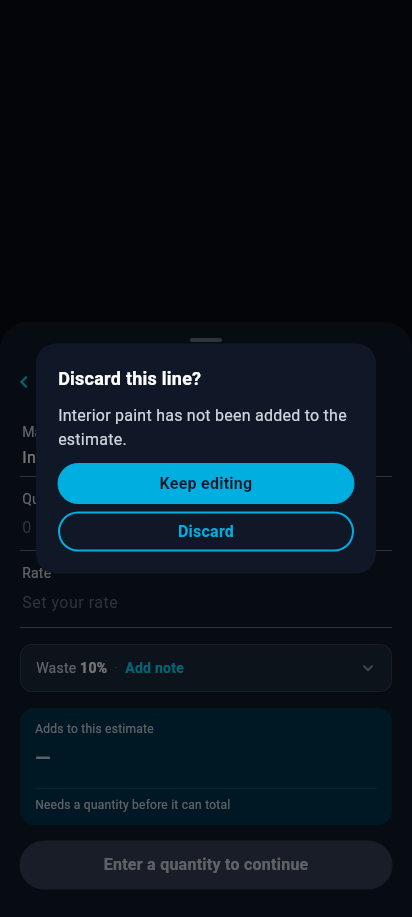 Discard this line?
Interior paint has not been added to the
estimate.
Keep editing
Discard
Rate
Set your rate
Waste 10% · Add note
Adds to this estimate
—
Needs a quantity before it can total
Enter a quantity to continue